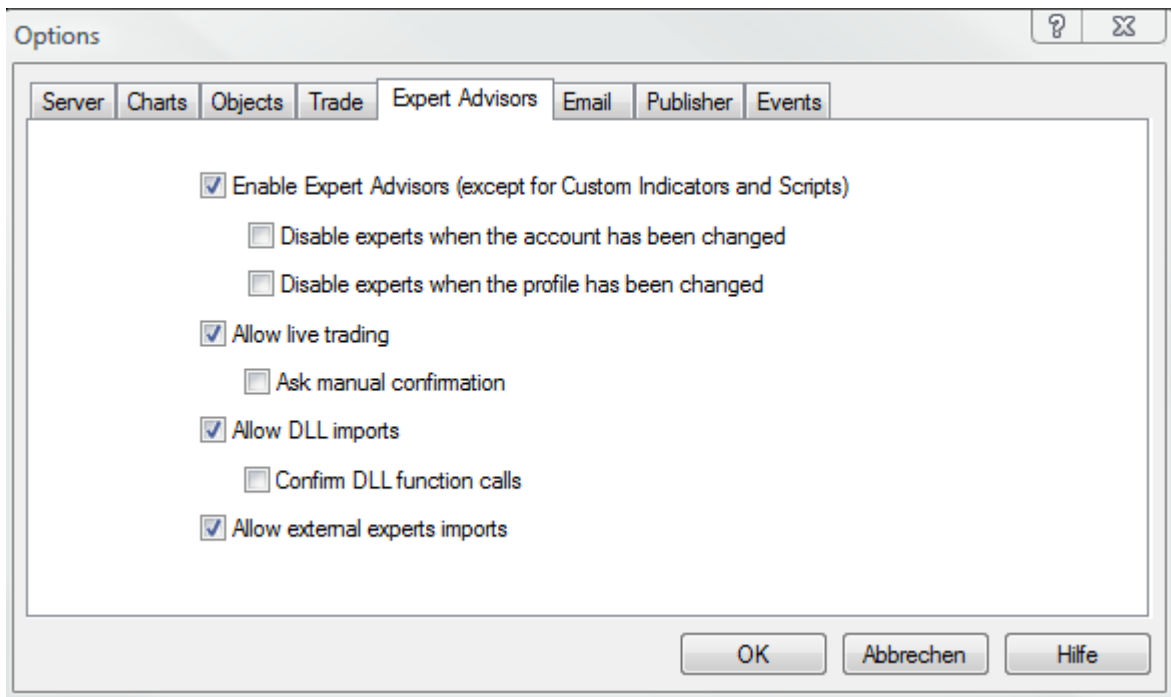 Options
Server Charts Objects Trade Expert Advisors Email Publisher Events
Enable Expert Advisors (except for Custom Indicators and Scripts)
Disable experts when the account has been changed
Disable experts when the profile has been changed
Allow live trading
Ask manual confirmation
Allow DLL imports
Confirm DLL function calls
Allow external experts imports
OK Abbrechen Hilfe